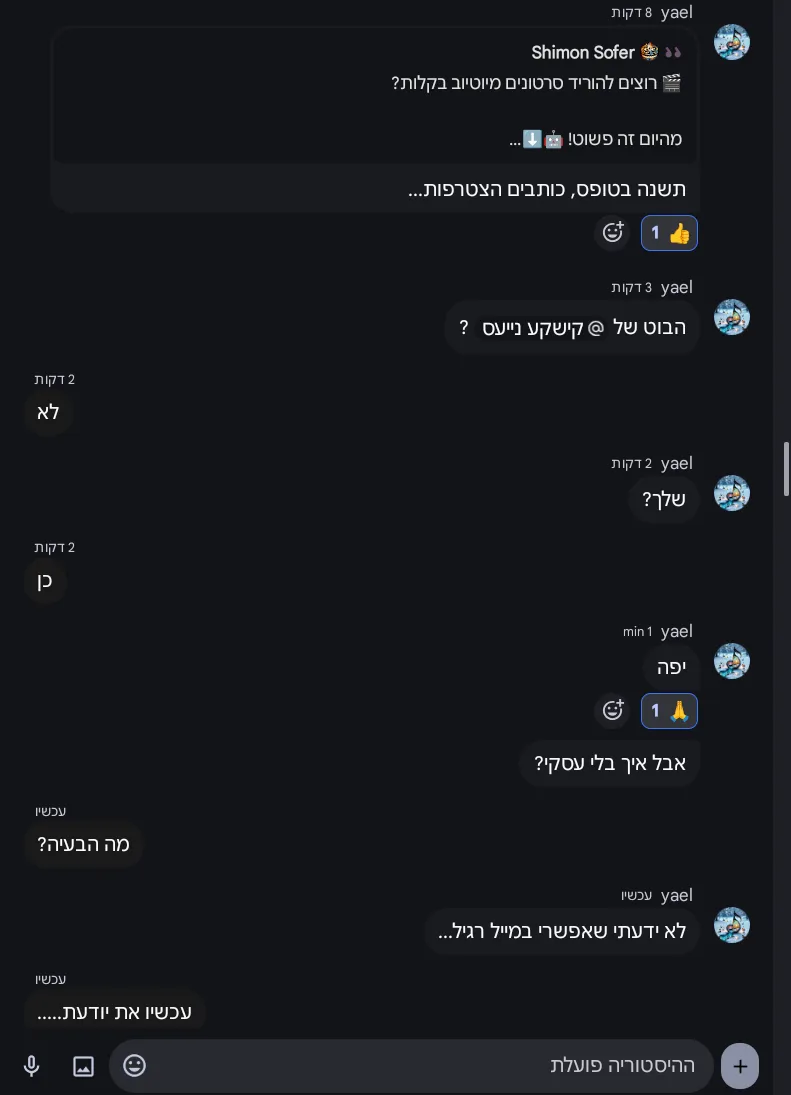 yael 8 דקות
Shimon Sofer
🎬 רוצים להוריד סרטונים מיוטיוב בקלות?
מהיום זה פשוט! 🤖⬇️...
תשנה בטופס, כותבים הצטרפות...
👍 1
yael 3 דקות
הבוט של @קישקע נייעס ?
2 דקות
לא
yael 2 דקות
שלך?
2 דקות
כן
yael 1 min
יפה
🙏 1
אבל איך בלי עסקי?
עכשיו
מה הבעיה?
yael עכשיו
לא ידעתי שאפשרי במייל רגיל...
עכשיו
עכשיו את יודעת.....
ההיסטוריה פועלת